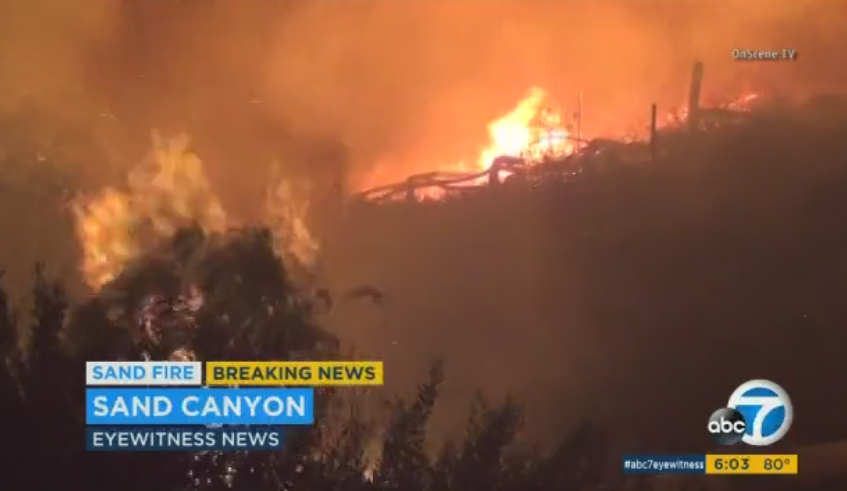 OnScene.TV
SAND FIRE BREAKING NEWS
SAND CANYON
EYEWITNESS NEWS
abc 7
#abc7eyewitness 6:03 80°